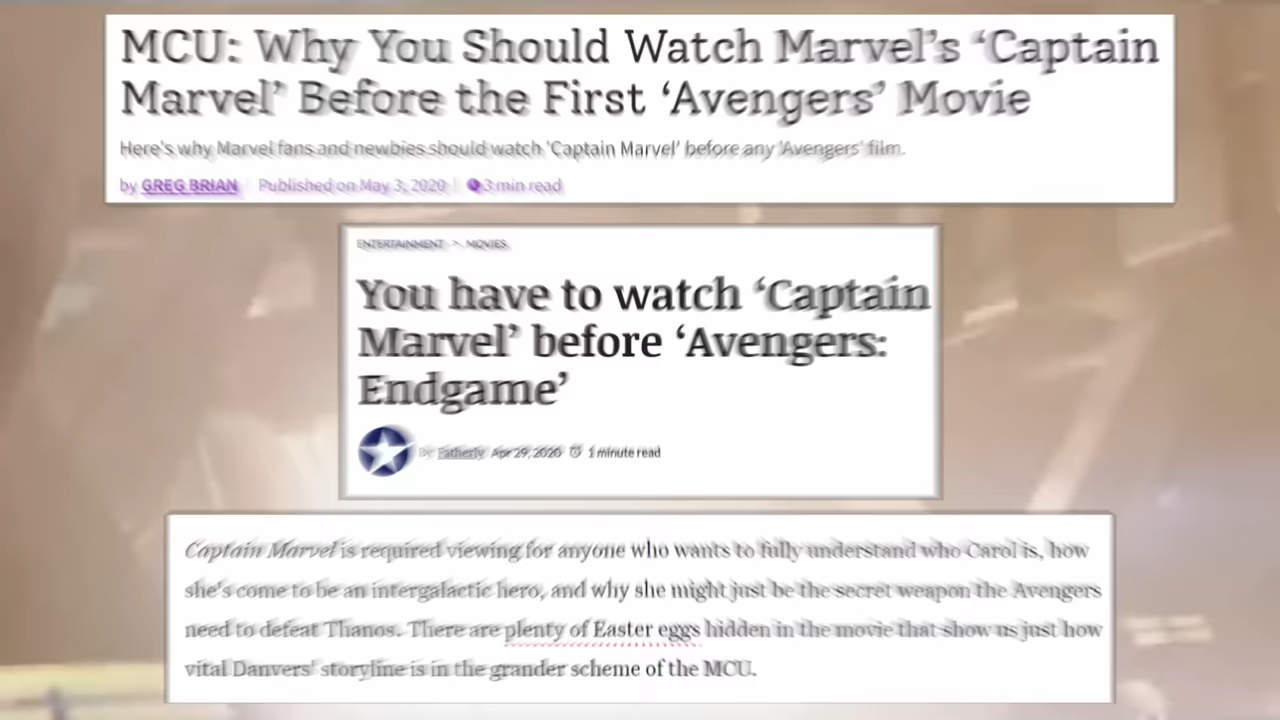 MCU: Why You Should Watch Marvel’s ‘Captain
Marvel’ Before the First ‘Avengers’ Movie
Here's why Marvel fans and newbies should watch 'Captain Marvel' before any 'Avengers' film.
by GREG BRIAN Published on May 3, 2020 3 min read
ENTERTAINMENT > MOVIES
You have to watch ‘Captain
Marvel’ before ‘Avengers:
Endgame’
By Fatherly Apr 29, 2020 1 minute read
Captain Marvel is required viewing for anyone who wants to fully understand who Carol is, how
she's come to be an intergalactic hero, and why she might just be the secret weapon the Avengers
need to defeat Thanos. There are plenty of Easter eggs hidden in the movie that show us just how
vital Danvers' storyline is in the grander scheme of the MCU.